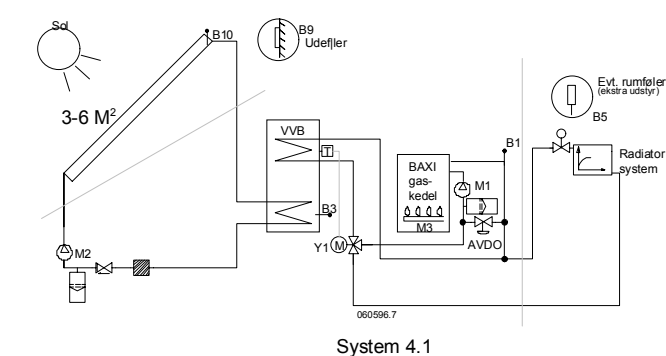 Sol
B10
B9
Udefller
3-6 M²
Evt. rumføler
(ekstra udstyr)
B5
VVB
T
B1
BAXI
gas-
kedel
M1
Radiator
system
B3
M3
Y1
M
AVDO
M2
060596.7
System 4.1